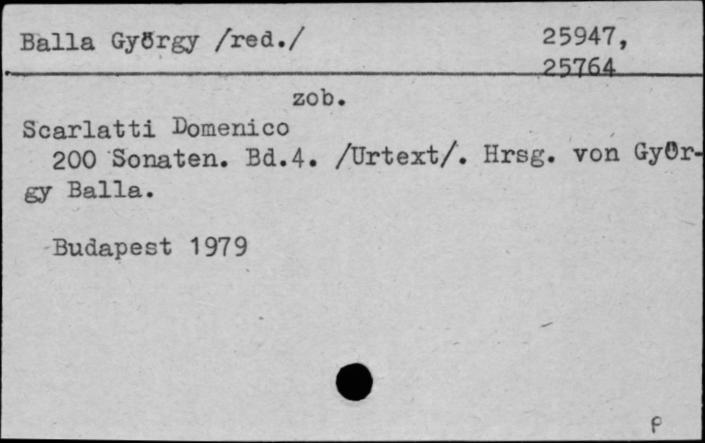 Balla György /red./ 25947,
25764
zob.
Scarlatti Domenico
200 Sonaten. Bd.4. /Urtext/. Hrsg. von Györ-
gy Balla.
Budapest 1979
p